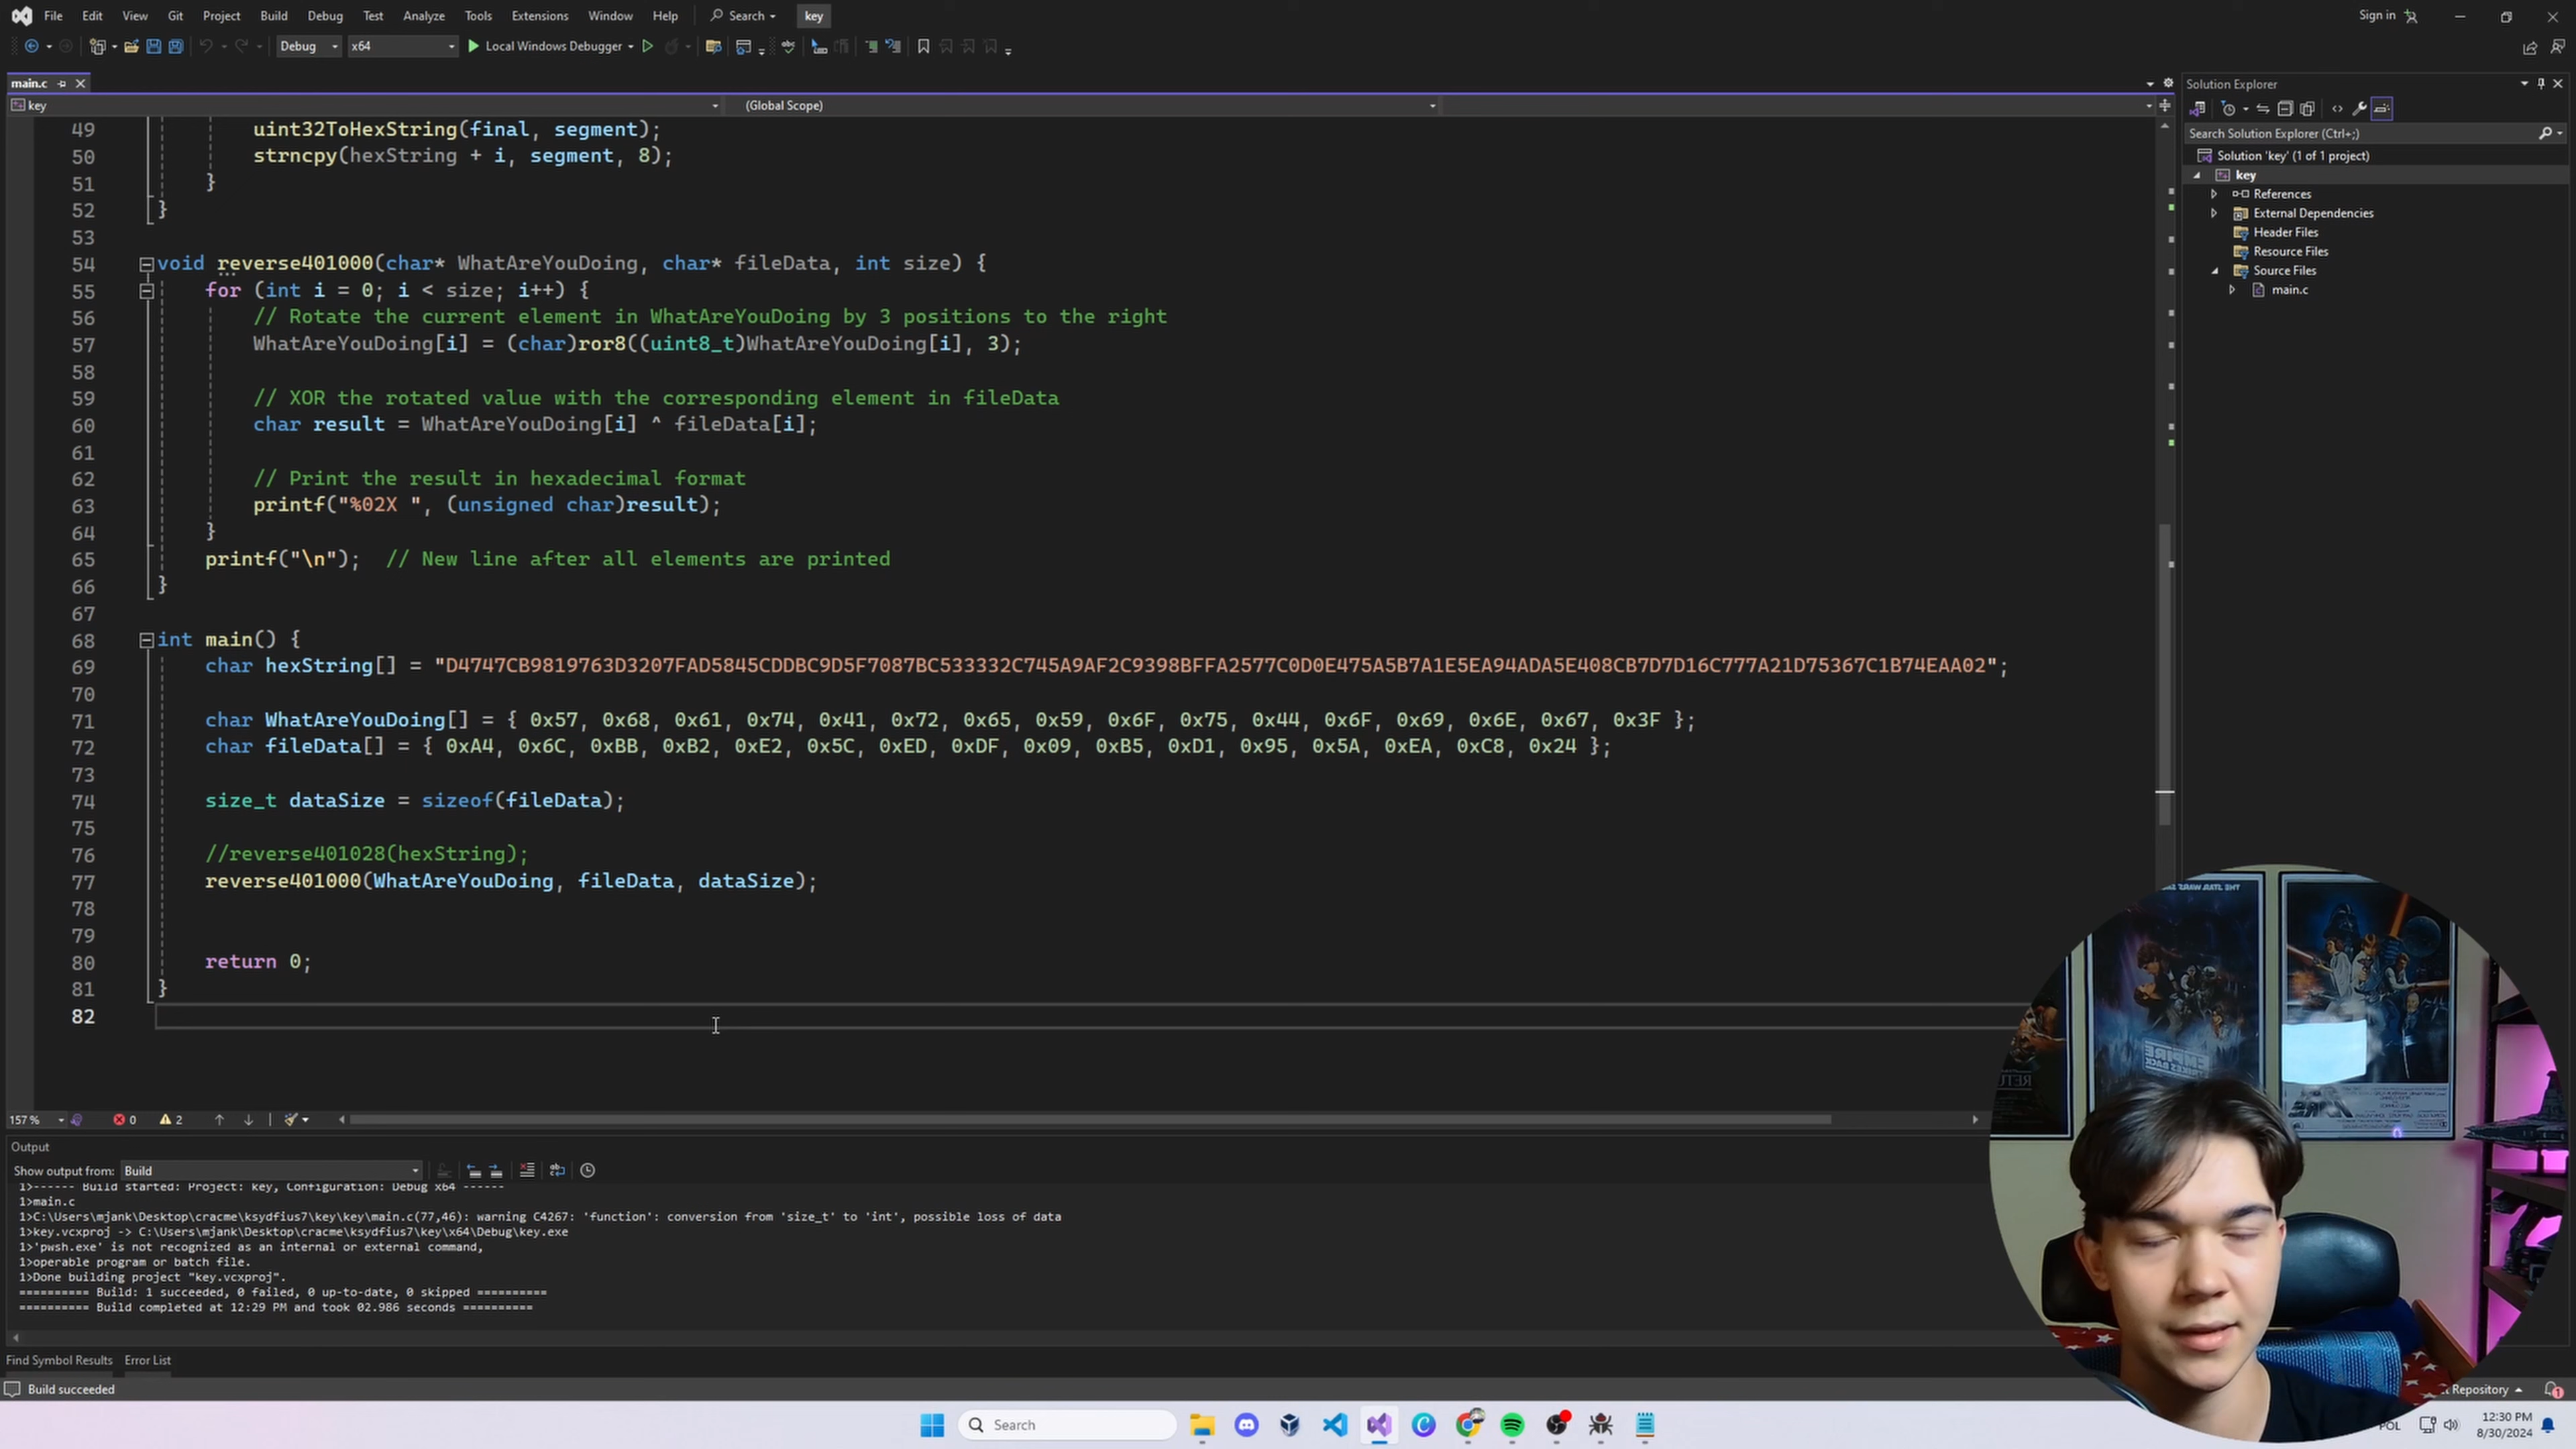 File Edit View Git Project Build Debug Test Analyze Tools Extensions Window Help Search key Sign in
Debug x64 Local Windows Debugger
main.c
key (Global Scope)
49 uint32ToHexString(final, segment);
50 strncpy(hexString + i, segment, 8);
51 }
52 }
53
54 void reverse401000(char* WhatAreYouDoing, char* fileData, int size) {
55 for (int i = 0; i < size; i++) {
56 // Rotate the current element in WhatAreYouDoing by 3 positions to the right
57 WhatAreYouDoing[i] = (char)ror8((uint8_t)WhatAreYouDoing[i], 3);
58
59 // XOR the rotated value with the corresponding element in fileData
60 char result = WhatAreYouDoing[i] ^ fileData[i];
61
62 // Print the result in hexadecimal format
63 printf("%02X ", (unsigned char)result);
64 }
65 printf("\n"); // New line after all elements are printed
66 }
67
68 int main() {
69 char hexString[] = "D4747CB9819763D3207FAD5845CDDBC9D5F7087BC533332C745A9AF2C9398BFFA2577C0D0E475A5B7A1E5EA94ADA5E408CB7D7D16C777A21D75367C1B74EAA02";
70
71 char WhatAreYouDoing[] = { 0x57, 0x68, 0x61, 0x74, 0x41, 0x72, 0x65, 0x59, 0x6F, 0x75, 0x44, 0x6F, 0x69, 0x6E, 0x67, 0x3F };
72 char fileData[] = { 0xA4, 0x6C, 0xBB, 0xB2, 0xE2, 0x5C, 0xED, 0xDF, 0x09, 0xB5, 0xD1, 0x95, 0x5A, 0xEA, 0xC8, 0x24 };
73
74 size_t dataSize = sizeof(fileData);
75
76 //reverse401028(hexString);
77 reverse401000(WhatAreYouDoing, fileData, dataSize);
78
79
80 return 0;
81 }
82
157 % 0 2
Output
Show output from: Build
1>------ Build started: Project: key, Configuration: Debug x64 ------
1>main.c
1>C:\Users\mjank\Desktop\cracme\ksydfius7\key\key\main.c(77,46): warning C4267: 'function': conversion from 'size_t' to 'int', possible loss of data
1>key.vcxproj -> C:\Users\mjank\Desktop\cracme\ksydfius7\key\x64\Debug\key.exe
1>'pwsh.exe' is not recognized as an internal or external command,
1>operable program or batch file.
1>Done building project "key.vcxproj".
========== Build: 1 succeeded, 0 failed, 0 up-to-date, 0 skipped ==========
========== Build completed at 12:29 PM and took 02.986 seconds ==========
Find Symbol Results Error List
Build succeeded
Repository 1
Solution Explorer
Search Solution Explorer (Ctrl+;)
Solution 'key' (1 of 1 project)
key
References
External Dependencies
Header Files
Resource Files
Source Files
main.c
EMPIRE
Search
POL
12:30 PM
8/30/2024